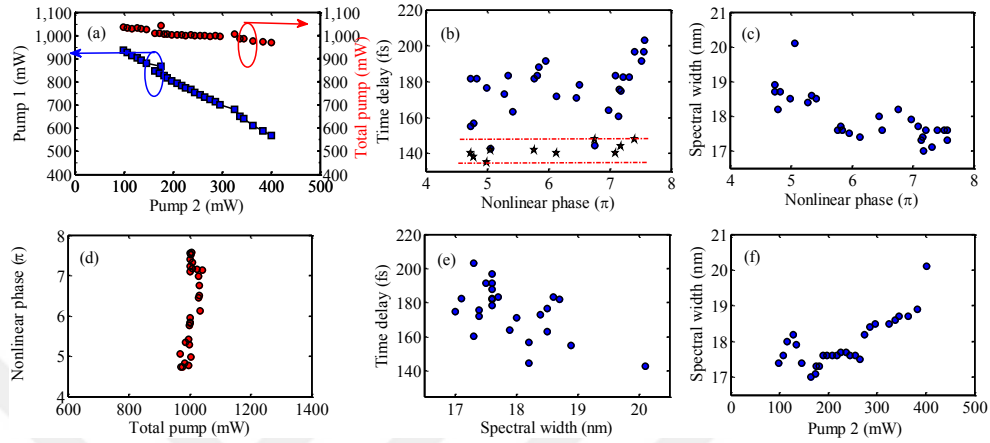 1,100 1,100 220 21
(a) (b) (c)
1,000 1,000
900 900 200 20
800 800 180 19
700 700
600 600 160 18
500 500 140 17
400 400
0 100 200 300 400 500 4 5 6 7 8 4 5 6 7 8
Pump 1 (mW)
Total pump (mW)
Pump 2 (mW)
Time delay (fs)
Nonlinear phase (π)
Spectral width (nm)
Nonlinear phase (π)
8 220 21
(d) (e) (f)
7 200 20
6 180 19
5 160 18
4 140 17
600 800 1000 1200 1400 17 18 19 20 0 100 200 300 400 500
Nonlinear phase (π)
Total pump (mW)
Time delay (fs)
Spectral width (nm)
Spectral width (nm)
Pump 2 (mW)